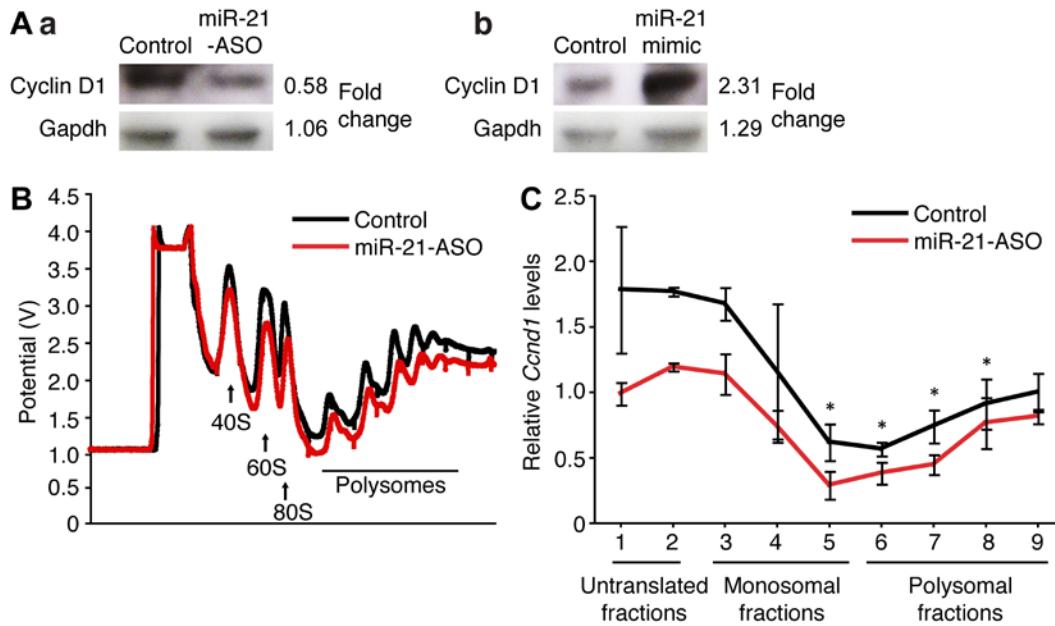 A a
Control
miR-21
-ASO
Cyclin D1
0.58
Gapdh
1.06
Fold
change
b
Control
miR-21
mimic
Cyclin D1
2.31
Gapdh
1.29
Fold
change
B
4.5
4.0
3.5
3.0
2.5
2.0
1.5
1.0
0.5
0
Potential (V)
Control
miR-21-ASO
40S
60S
80S
Polysomes
C
2.5
2.0
1.5
1.0
0.5
0
Relative Ccnd1 levels
Control
miR-21-ASO
* * * *
1 2 3 4 5 6 7 8 9
Untranslated
fractions
Monosomal
fractions
Polysomal
fractions